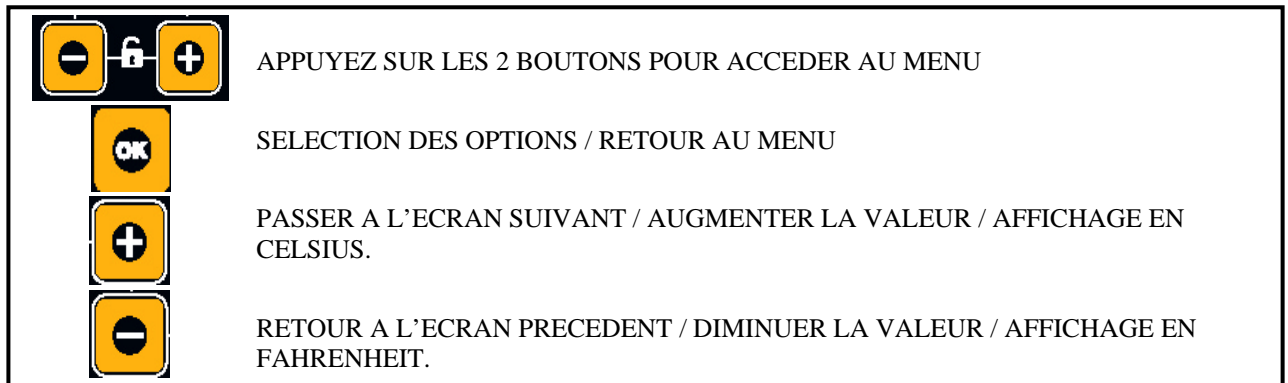 APPUYEZ SUR LES 2 BOUTONS POUR ACCEDER AU MENU
OK SELECTION DES OPTIONS / RETOUR AU MENU
PASSER A L’ECRAN SUIVANT / AUGMENTER LA VALEUR / AFFICHAGE EN
CELSIUS.
RETOUR A L’ECRAN PRECEDENT / DIMINUER LA VALEUR / AFFICHAGE EN
FAHRENHEIT.